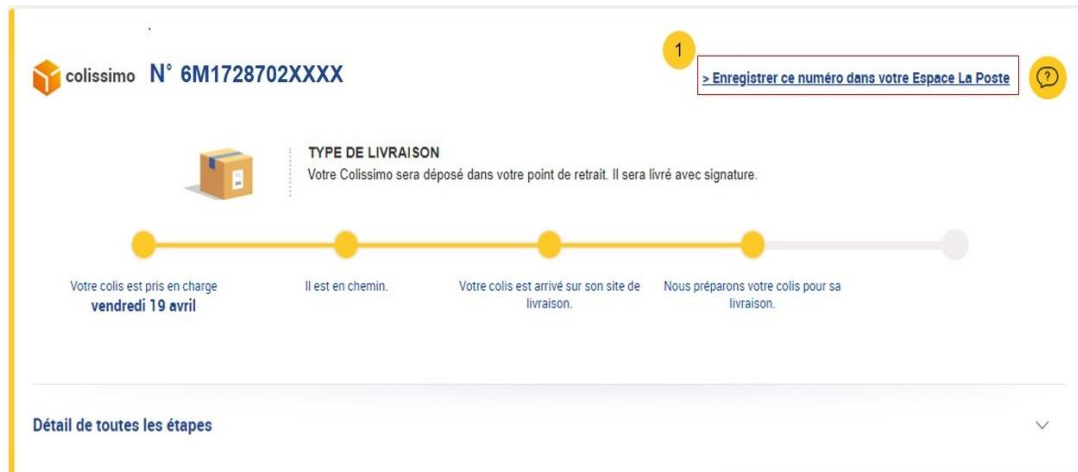 colissimo N° 6M1728702XXXX
1
> Enregistrer ce numéro dans votre Espace La Poste
?
TYPE DE LIVRAISON
Votre Colissimo sera déposé dans votre point de retrait. Il sera livré avec signature.
Votre colis est pris en charge
vendredi 19 avril
Il est en chemin.
Votre colis est arrivé sur son site de
livraison.
Nous préparons votre colis pour sa
livraison.
Détail de toutes les étapes